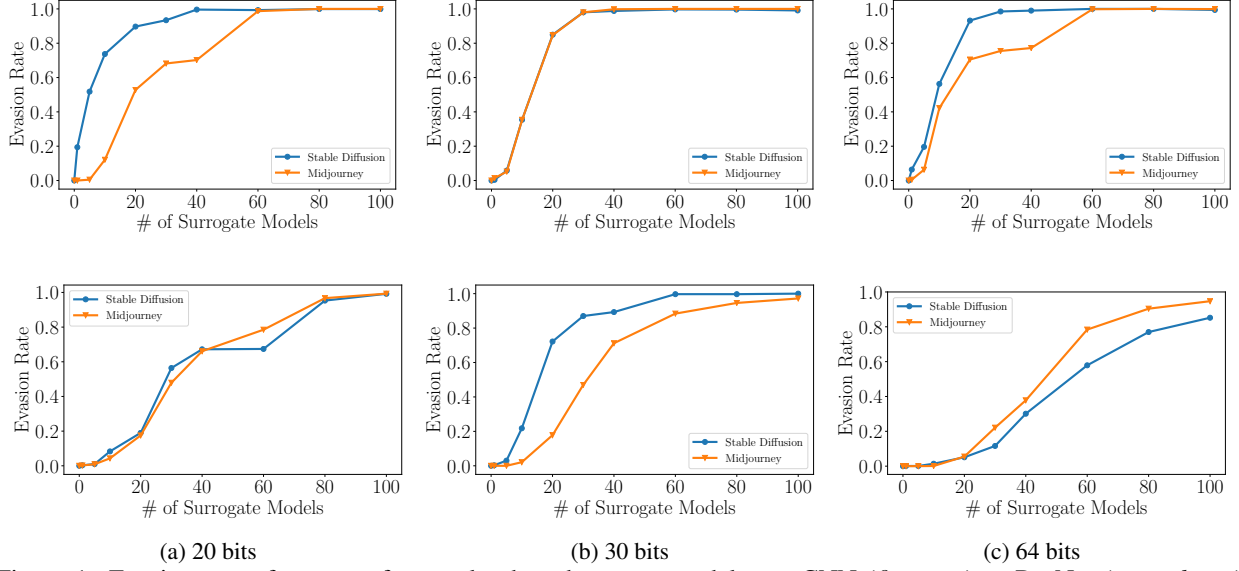 1.0
0.8
0.6
0.4
0.2
0.0
Evasion Rate
Stable Diffusion
Midjourney
0 20 40 60 80 100
# of Surrogate Models
1.0
0.8
0.6
0.4
0.2
0.0
Evasion Rate
Stable Diffusion
Midjourney
0 20 40 60 80 100
# of Surrogate Models
1.0
0.8
0.6
0.4
0.2
0.0
Evasion Rate
Stable Diffusion
Midjourney
0 20 40 60 80 100
# of Surrogate Models
1.0
0.8
0.6
0.4
0.2
0.0
Evasion Rate
Stable Diffusion
Midjourney
0 20 40 60 80 100
# of Surrogate Models
1.0
0.8
0.6
0.4
0.2
0.0
Evasion Rate
Stable Diffusion
Midjourney
0 20 40 60 80 100
# of Surrogate Models
1.0
0.8
0.6
0.4
0.2
0.0
Evasion Rate
Stable Diffusion
Midjourney
0 20 40 60 80 100
# of Surrogate Models
(a) 20 bits
(b) 30 bits
(c) 64 bits